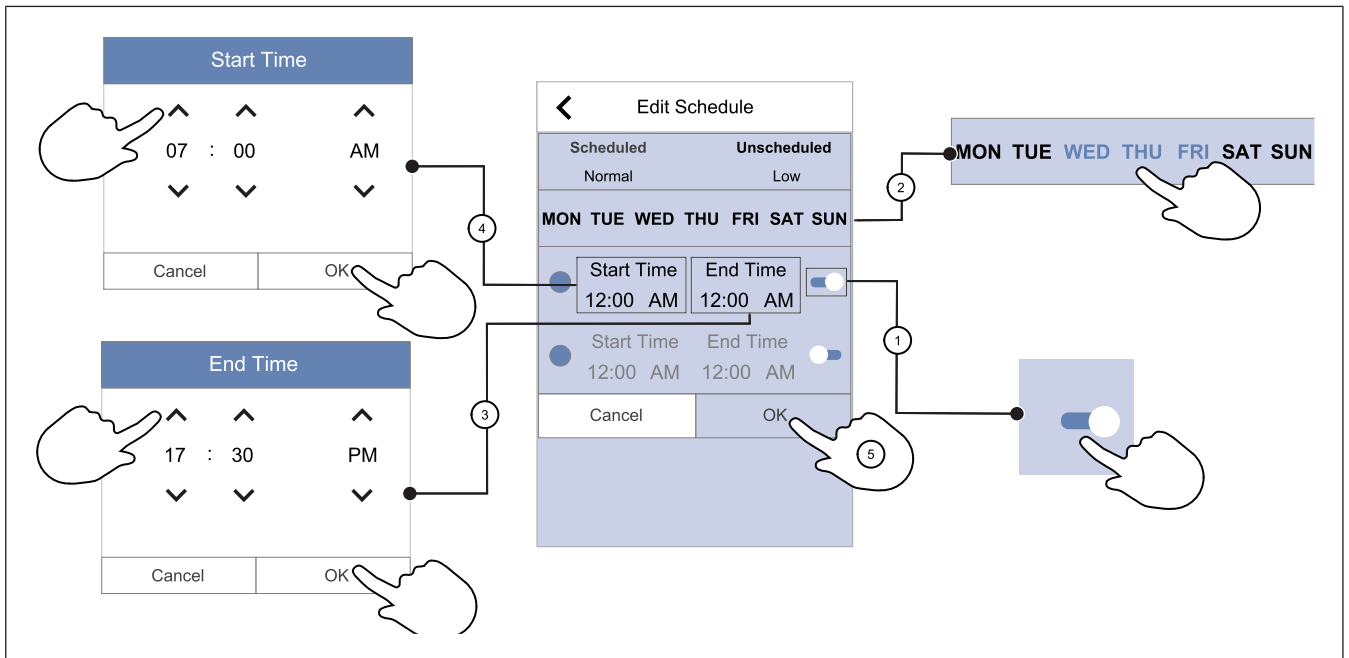 Start Time
07 : 00 AM
Cancel OK
4
End Time
17 : 30 PM
Cancel OK
3
Edit Schedule
Scheduled Unscheduled
Normal Low
MON TUE WED THU FRI SAT SUN
Start Time End Time
12:00 AM 12:00 AM
Start Time End Time
12:00 AM 12:00 AM
Cancel OK
5
2
MON TUE WED THU FRI SAT SUN
1